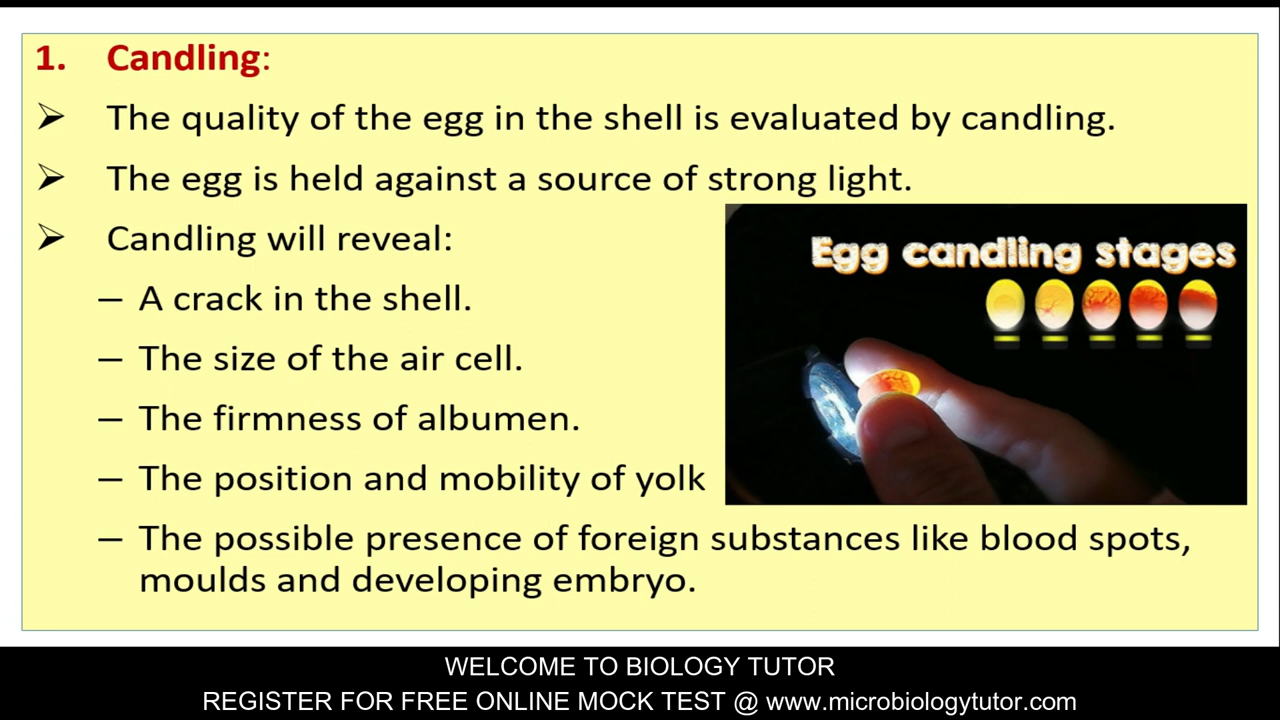 1. Candling:
➢ The quality of the egg in the shell is evaluated by candling.
➢ The egg is held against a source of strong light.
➢ Candling will reveal:
– A crack in the shell.
– The size of the air cell.
– The firmness of albumen.
– The position and mobility of yolk
– The possible presence of foreign substances like blood spots,
moulds and developing embryo.
Egg candling stages
WELCOME TO BIOLOGY TUTOR
REGISTER FOR FREE ONLINE MOCK TEST @ www.microbiologytutor.com